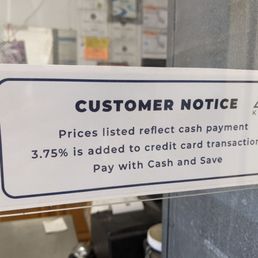 CUSTOMER NOTICE
Prices listed reflect cash payment
3.75% is added to credit card transaction
Pay with Cash and Save